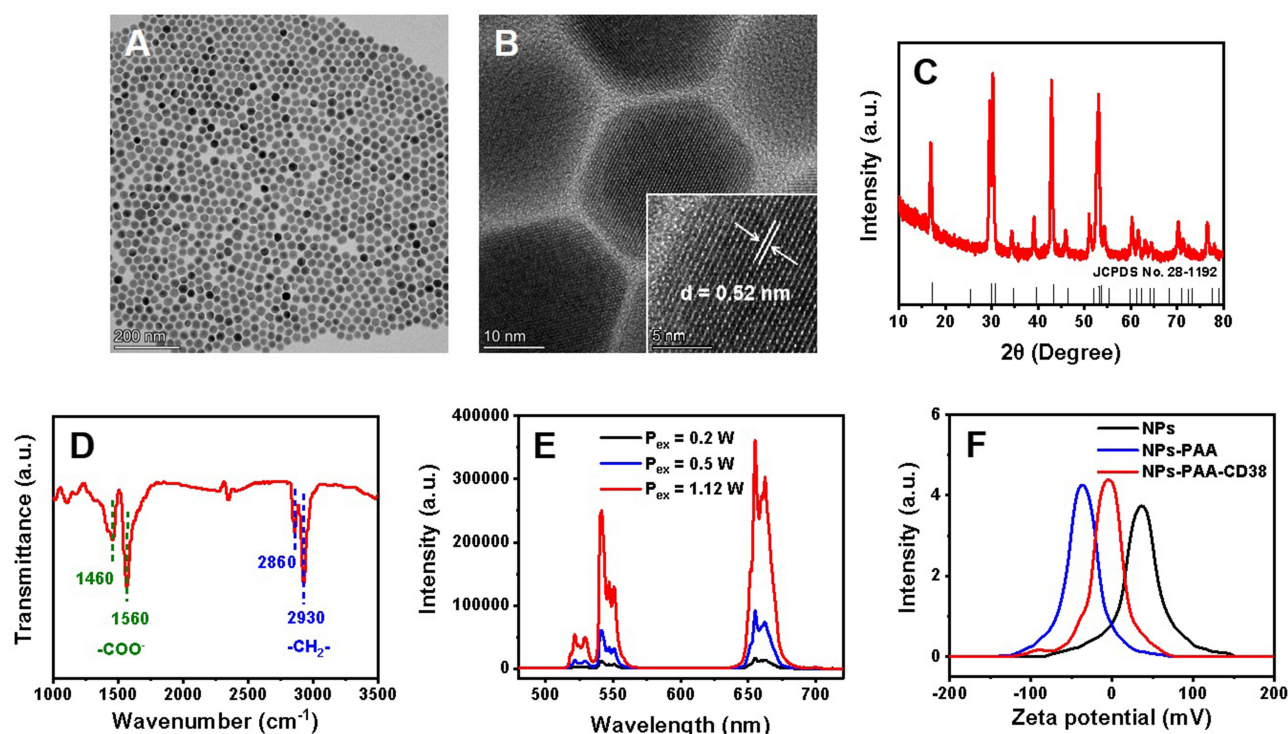 A
200 nm
B
d = 0.52 nm
10 nm
5 nm
C
Intensity (a.u.)
JCPDS No. 28-1192
10 20 30 40 50 60 70 80
2θ (Degree)
D
Transmittance (a.u.)
1460
1560
-COO⁻
2860
2930
-CH₂-
1000 1500 2000 2500 3000 3500
Wavenumber (cm⁻¹)
E
Intensity (a.u.)
400000
300000
200000
100000
0
Pₑₓ = 0.2 W
Pₑₓ = 0.5 W
Pₑₓ = 1.12 W
500 550 600 650 700
Wavelength (nm)
F
Intensity (a.u.)
6
4
2
0
NPs
NPs-PAA
NPs-PAA-CD38
-200 -100 0 100 200
Zeta potential (mV)